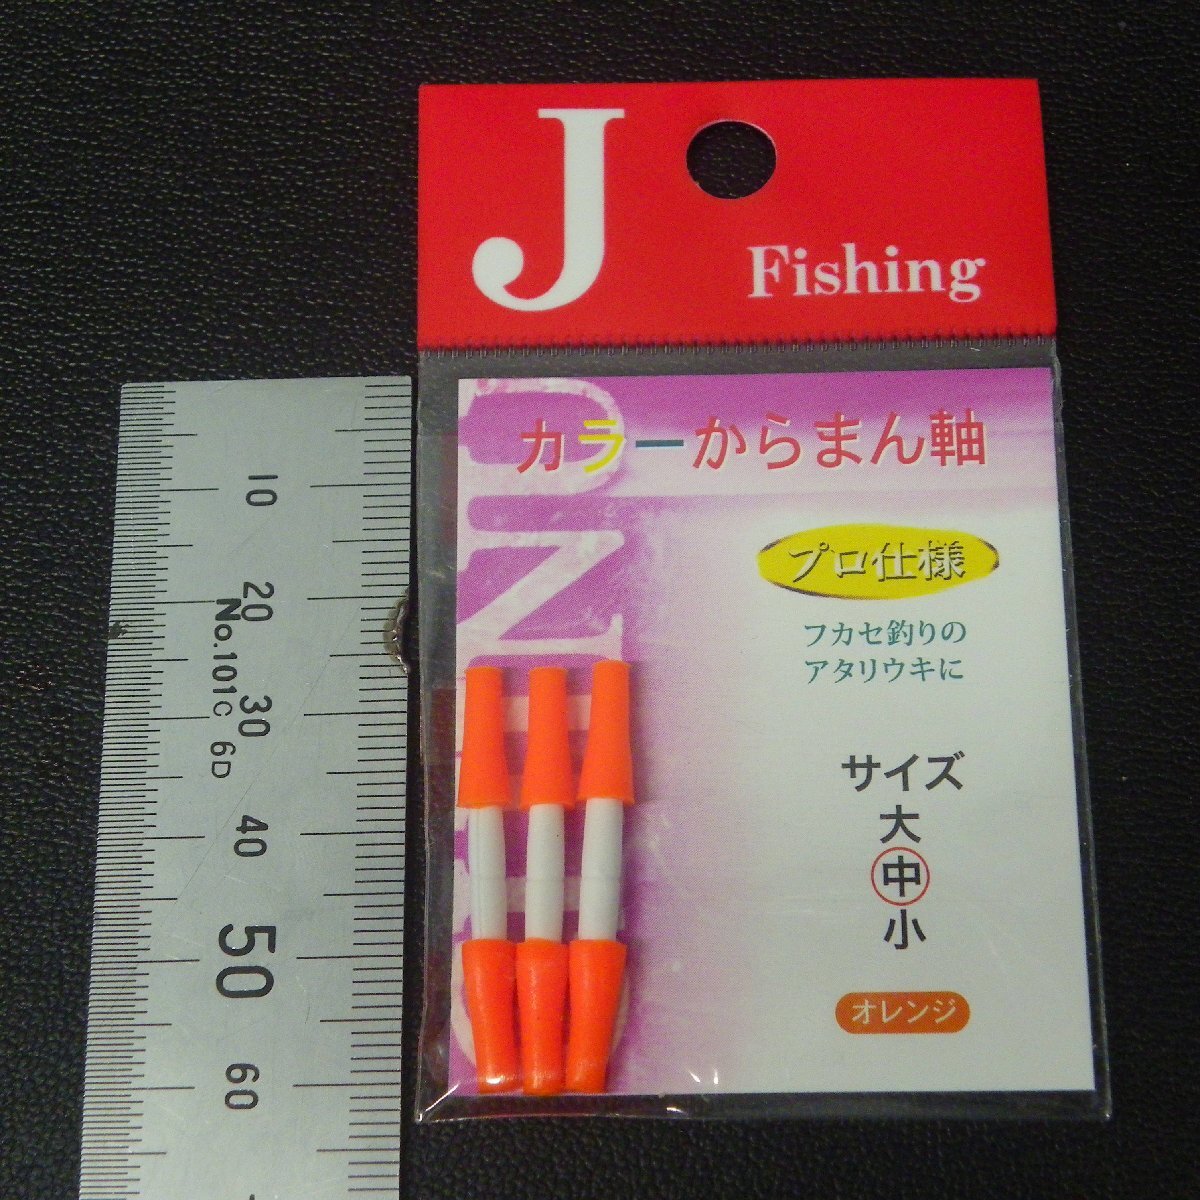 J
Fishing
カラーからまん軸
プロ仕様
フカセ釣りの
アタリウキに
サイズ
大
中
小
オレンジ
10
20
No.101C 6D
30
40
50
60